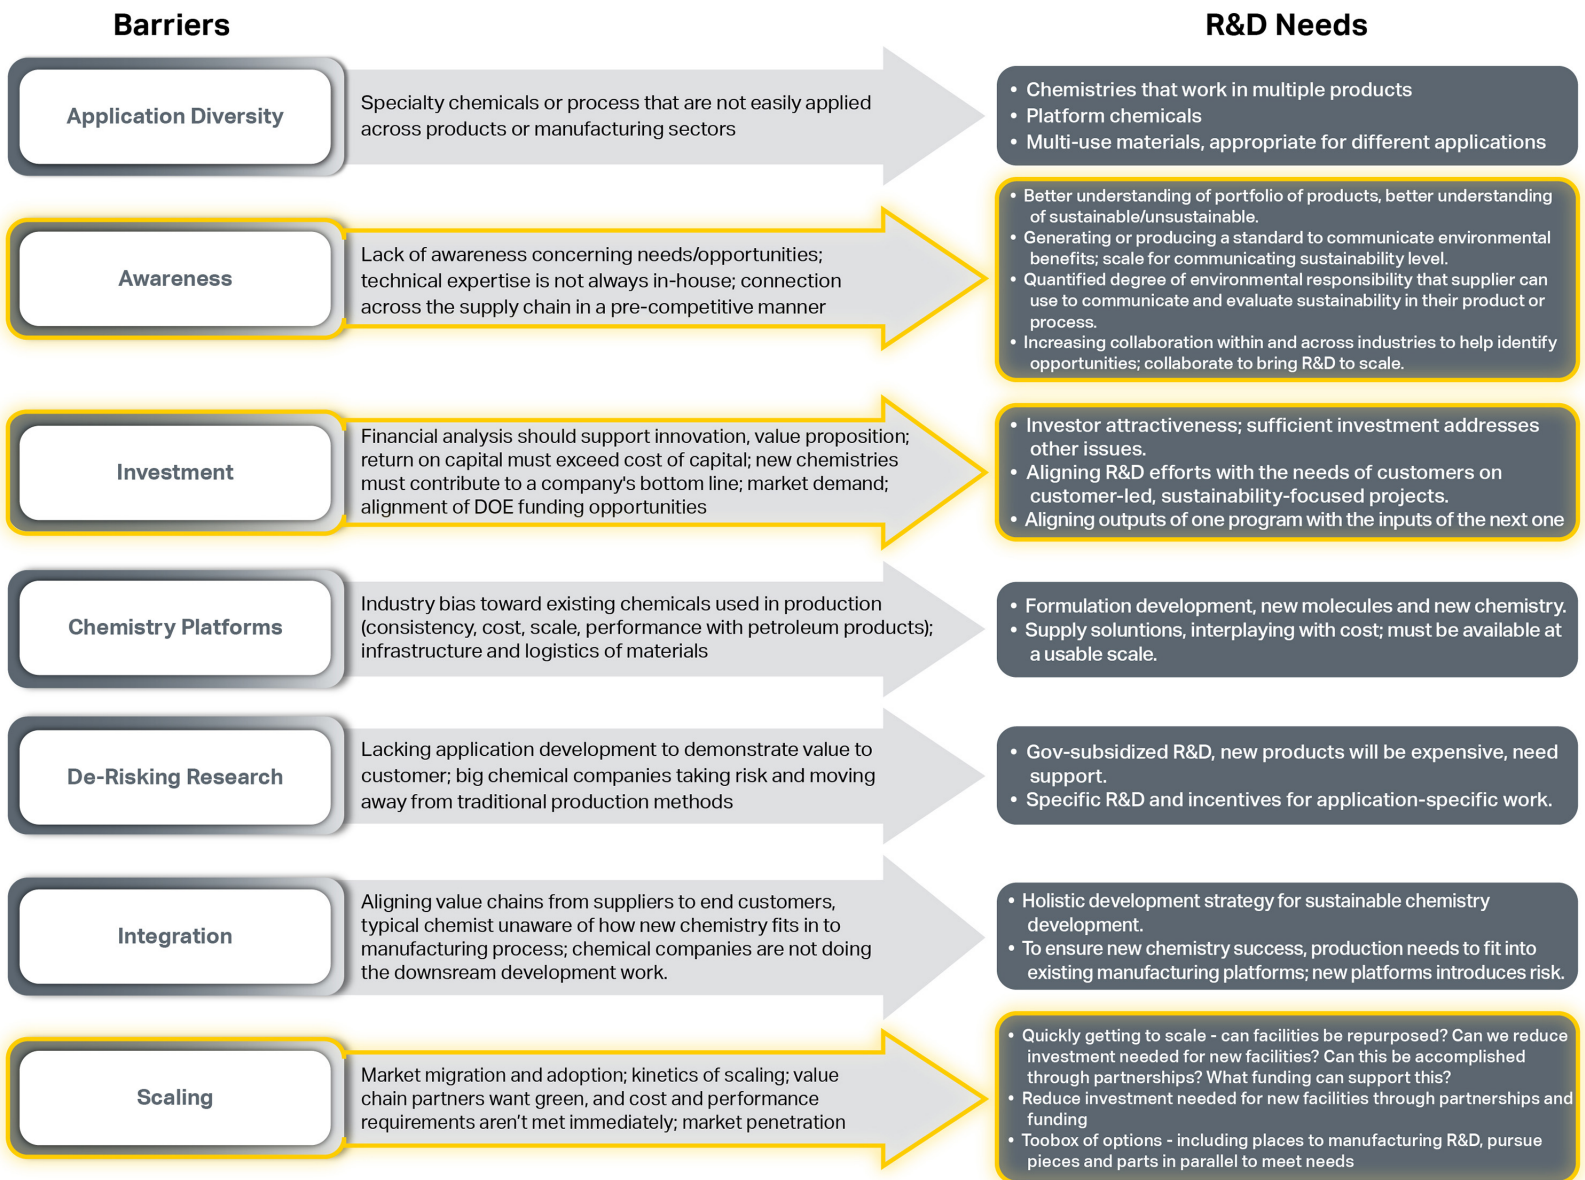 Barriers
R&D Needs
Application Diversity
Specialty chemicals or process that are not easily applied
across products or manufacturing sectors
• Chemistries that work in multiple products
• Platform chemicals
• Multi-use materials, appropriate for different applications
Awareness
Lack of awareness concerning needs/opportunities;
technical expertise is not always in-house; connection
across the supply chain in a pre-competitive manner
• Better understanding of portfolio of products, better understanding
of sustainable/unsustainable.
• Generating or producing a standard to communicate environmental
benefits; scale for communicating sustainability level.
• Quantified degree of environmental responsibility that supplier can
use to communicate and evaluate sustainability in their product or
process.
• Increasing collaboration within and across industries to help identify
opportunities; collaborate to bring R&D to scale.
Investment
Financial analysis should support innovation, value proposition;
return on capital must exceed cost of capital; new chemistries
must contribute to a company's bottom line; market demand;
alignment of DOE funding opportunities
• Investor attractiveness; sufficient investment addresses
other issues.
• Aligning R&D efforts with the needs of customers on
customer-led, sustainability-focused projects.
• Aligning outputs of one program with the inputs of the next one
Chemistry Platforms
Industry bias toward existing chemicals used in production
(consistency, cost, scale, performance with petroleum products);
infrastructure and logistics of materials
• Formulation development, new molecules and new chemistry.
• Supply soluntions, interplaying with cost; must be available at
a usable scale.
De-Risking Research
Lacking application development to demonstrate value to
customer; big chemical companies taking risk and moving
away from traditional production methods
• Gov-subsidized R&D, new products will be expensive, need
support.
• Specific R&D and incentives for application-specific work.
Integration
Aligning value chains from suppliers to end customers,
typical chemist unaware of how new chemistry fits in to
manufacturing process; chemical companies are not doing
the downsream development work.
• Holistic development strategy for sustainable chemistry
development.
• To ensure new chemistry success, production needs to fit into
existing manufacturing platforms; new platforms introduces risk.
Scaling
Market migration and adoption; kinetics of scaling; value
chain partners want green, and cost and performance
requirements aren’t met immediately; market penetration
• Quickly getting to scale - can facilities be repurposed? Can we reduce
investment needed for new facilities? Can this be accomplished
through partnerships? What funding can support this?
• Reduce investment needed for new facilities through partnerships and
funding
• Toobox of options - including places to manufacturing R&D, pursue
pieces and parts in parallel to meet needs